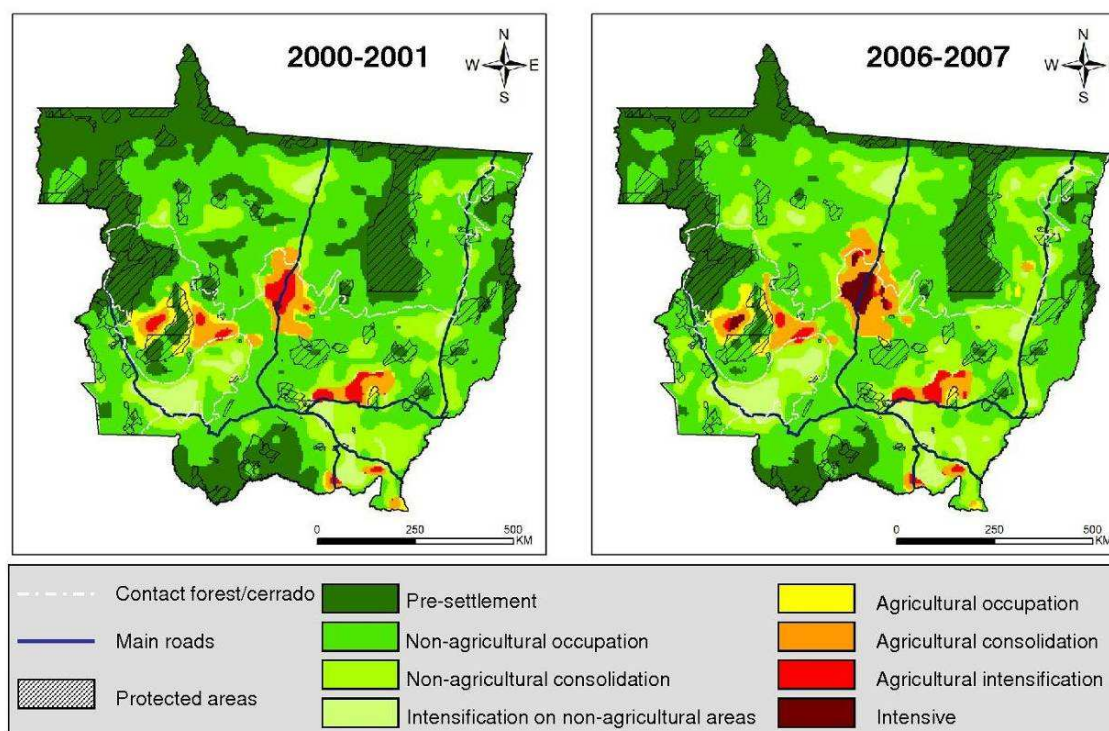 2000-2001
N
W E
S
0 250 500
KM
2006-2007
N
W E
S
0 250 500
KM
Contact forest/cerrado
Main roads
Protected areas
Pre-settlement
Non-agricultural occupation
Non-agricultural consolidation
Intensification on non-agricultural areas
Agricultural occupation
Agricultural consolidation
Agricultural intensification
Intensive